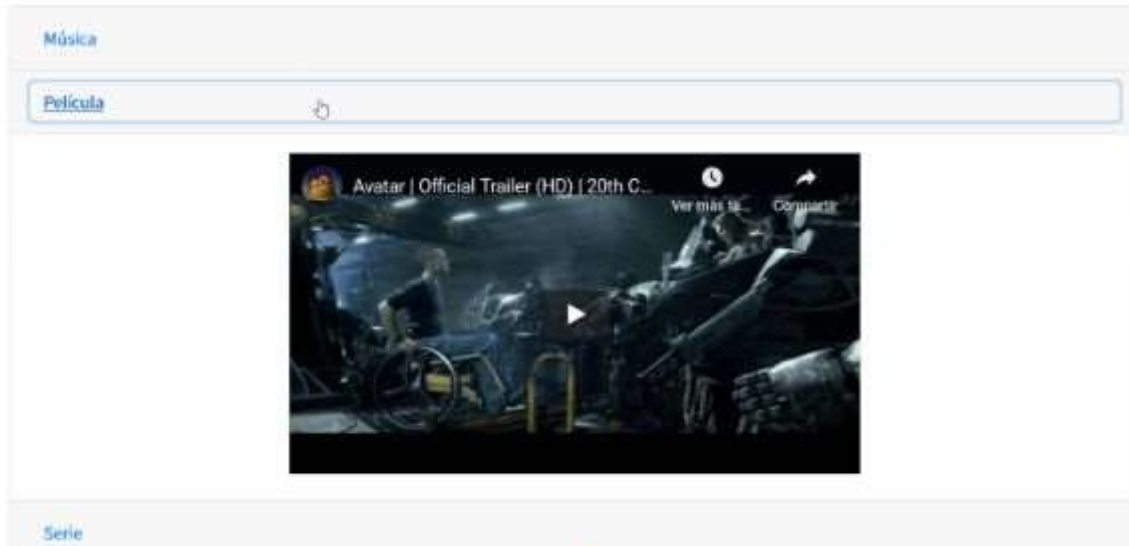 Música
Película
Avatar | Official Trailer (HD) | 20th C...
Ver más ta...
Compartir
Serie